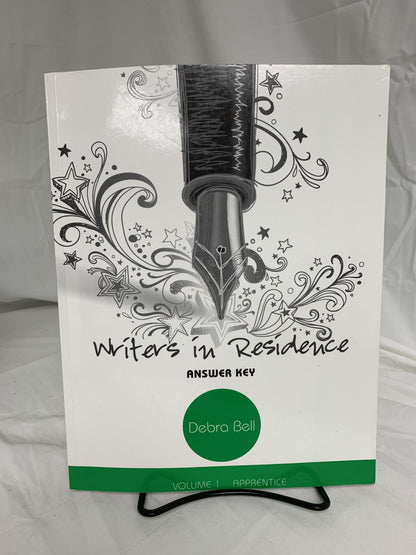 Writers in Residence
ANSWER KEY
Debra Bell
VOLUME 1 APPRENTICE